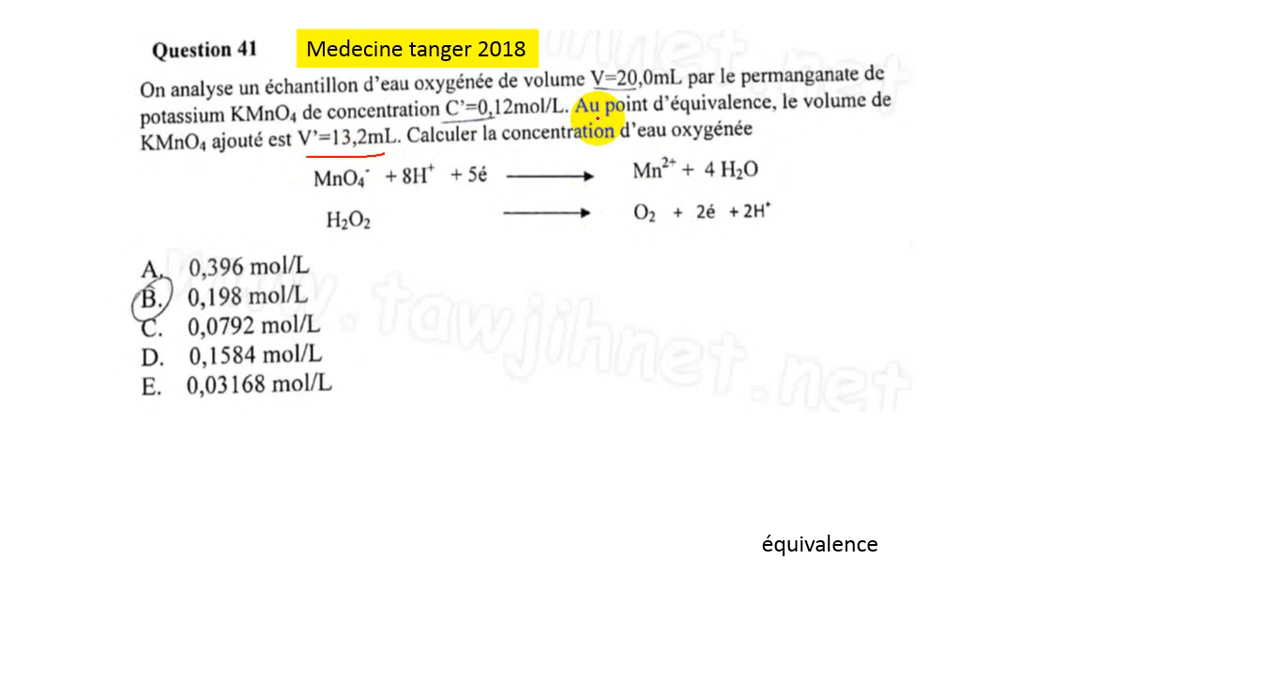 Question 41
Medecine tanger 2018
On analyse un échantillon d'eau oxygénée de volume V=20,0mL par le permanganate de
potassium KMnO₄ de concentration C'=0,12mol/L. Au point d'équivalence, le volume de
KMnO₄ ajouté est V'=13,2mL. Calculer la concentration d'eau oxygénée
MnO₄⁻ + 8H⁺ + 5é ⟶ Mn²⁺ + 4 H₂O
H₂O₂ ⟶ O₂ + 2é + 2H⁺
A. 0,396 mol/L
B. 0,198 mol/L
C. 0,0792 mol/L
D. 0,1584 mol/L
E. 0,03168 mol/L
www.tawjihnet.net
équivalence